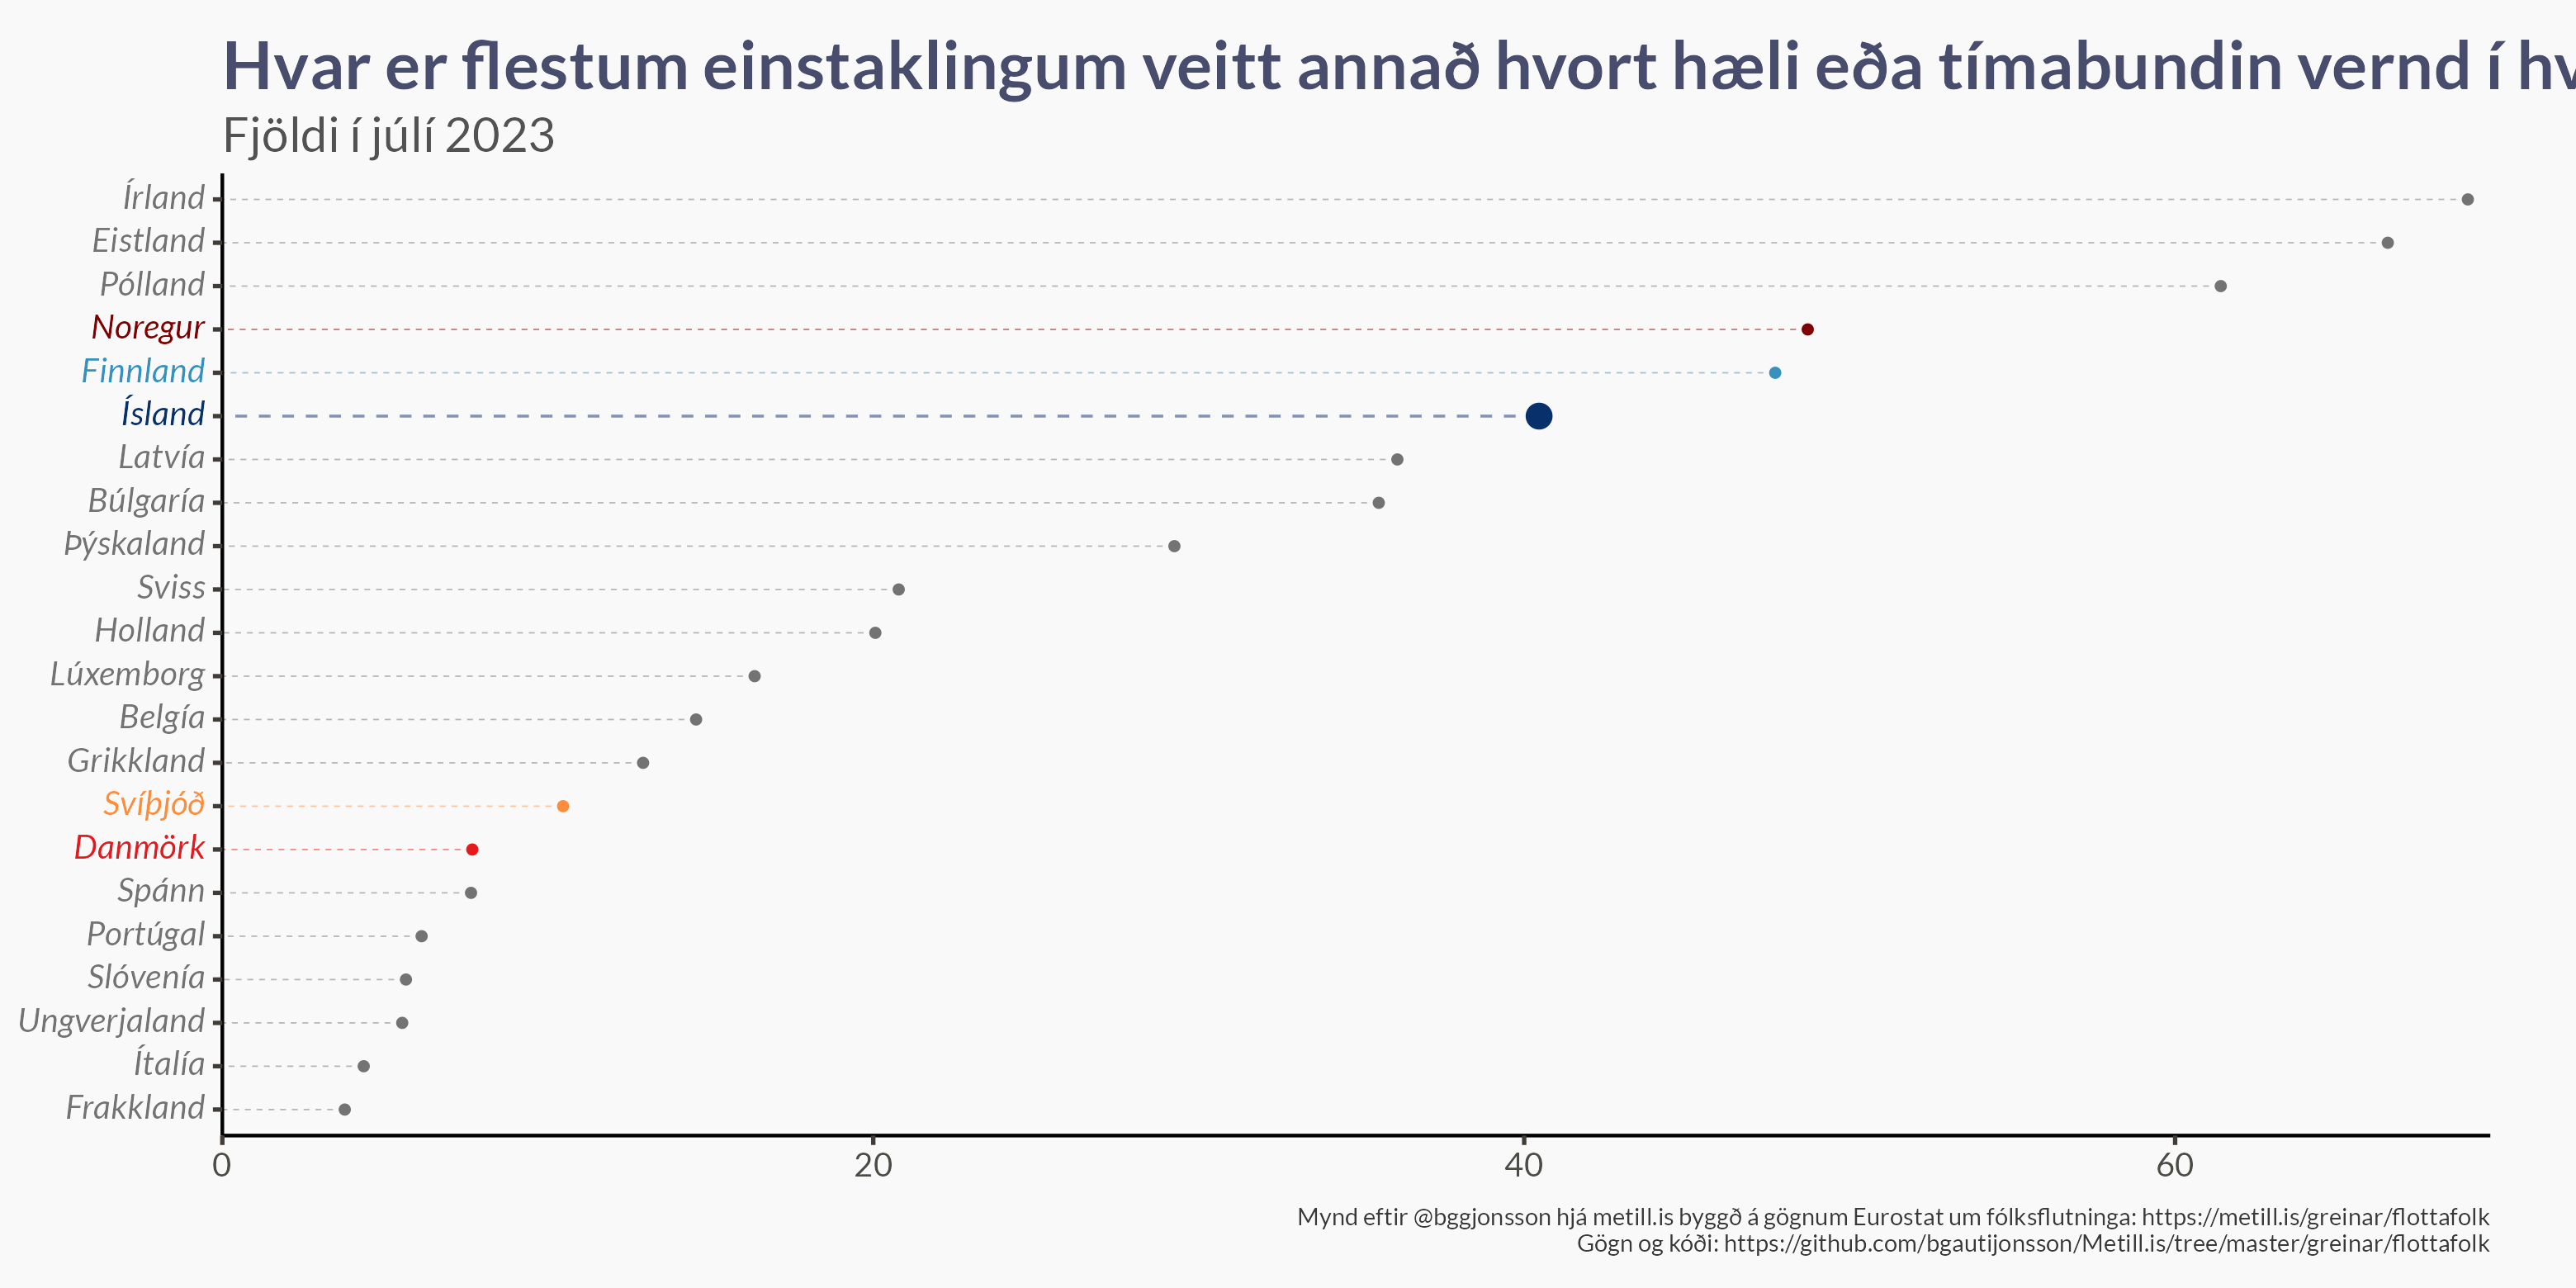 Hvar er flestum einstaklingum veitt annað hvort hæli eða tímabundin vernd í
Fjöldi í júlí 2023
Írland
Eistland
Pólland
Noregur
Finnland
Ísland
Latvía
Búlgaría
Þýskaland
Sviss
Holland
Lúxemborg
Belgía
Grikkland
Svíþjóð
Danmörk
Spánn
Portúgal
Slóvenía
Ungverjaland
Ítalía
Frakkland
0 20 40 60
Mynd eftir @bggjonsson hjá metill.is byggð á gögnum Eurostat um fólksflutninga: https://metill.is/greinar/flottafolk
Gögn og kóði: https://github.com/bgautijonsson/Metill.is/tree/master/greinar/flottafolk